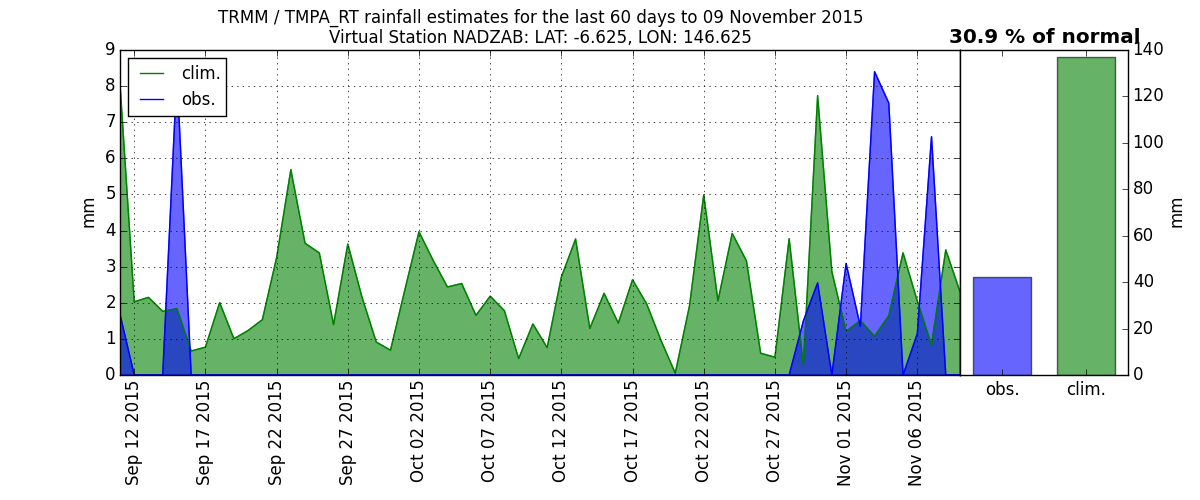 TRMM / TMPA_RT rainfall estimates for the last 60 days to 09 November 2015
Virtual Station NADZAB: LAT: -6.625, LON: 146.625
30.9 % of normal
9
8
7
6
5
4
3
2
1
0
mm
clim.
obs.
Sep 12 2015
Sep 17 2015
Sep 22 2015
Sep 27 2015
Oct 02 2015
Oct 07 2015
Oct 12 2015
Oct 17 2015
Oct 22 2015
Oct 27 2015
Nov 01 2015
Nov 06 2015
140
120
100
80
60
40
20
0
mm
obs.
clim.